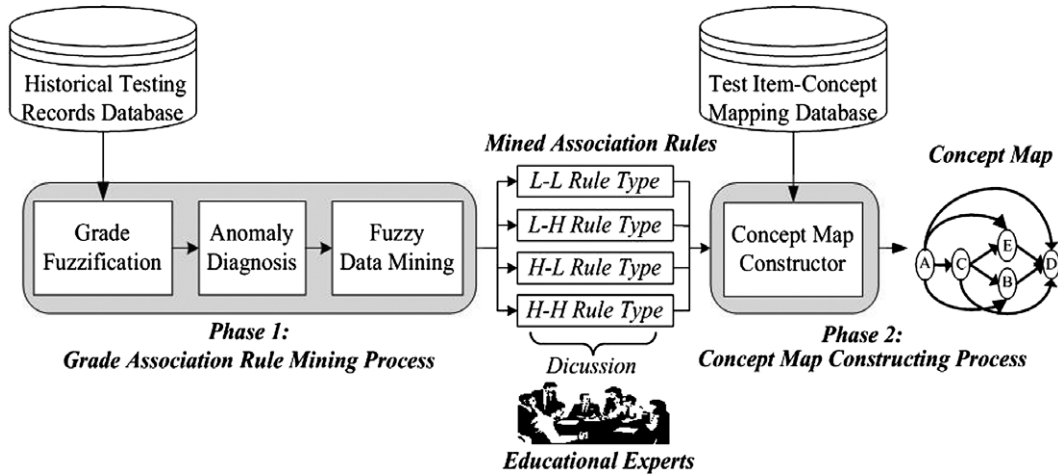 Historical Testing
Records Database
Test Item-Concept
Mapping Database
Mined Association Rules
Concept Map
L-L Rule Type
L-H Rule Type
H-L Rule Type
H-H Rule Type
Grade
Fuzzification
Anomaly
Diagnosis
Fuzzy
Data Mining
Concept Map
Constructor
A
C
E
B
D
Phase 1:
Grade Association Rule Mining Process
Phase 2:
Concept Map Constructing Process
Dicussion
Educational Experts